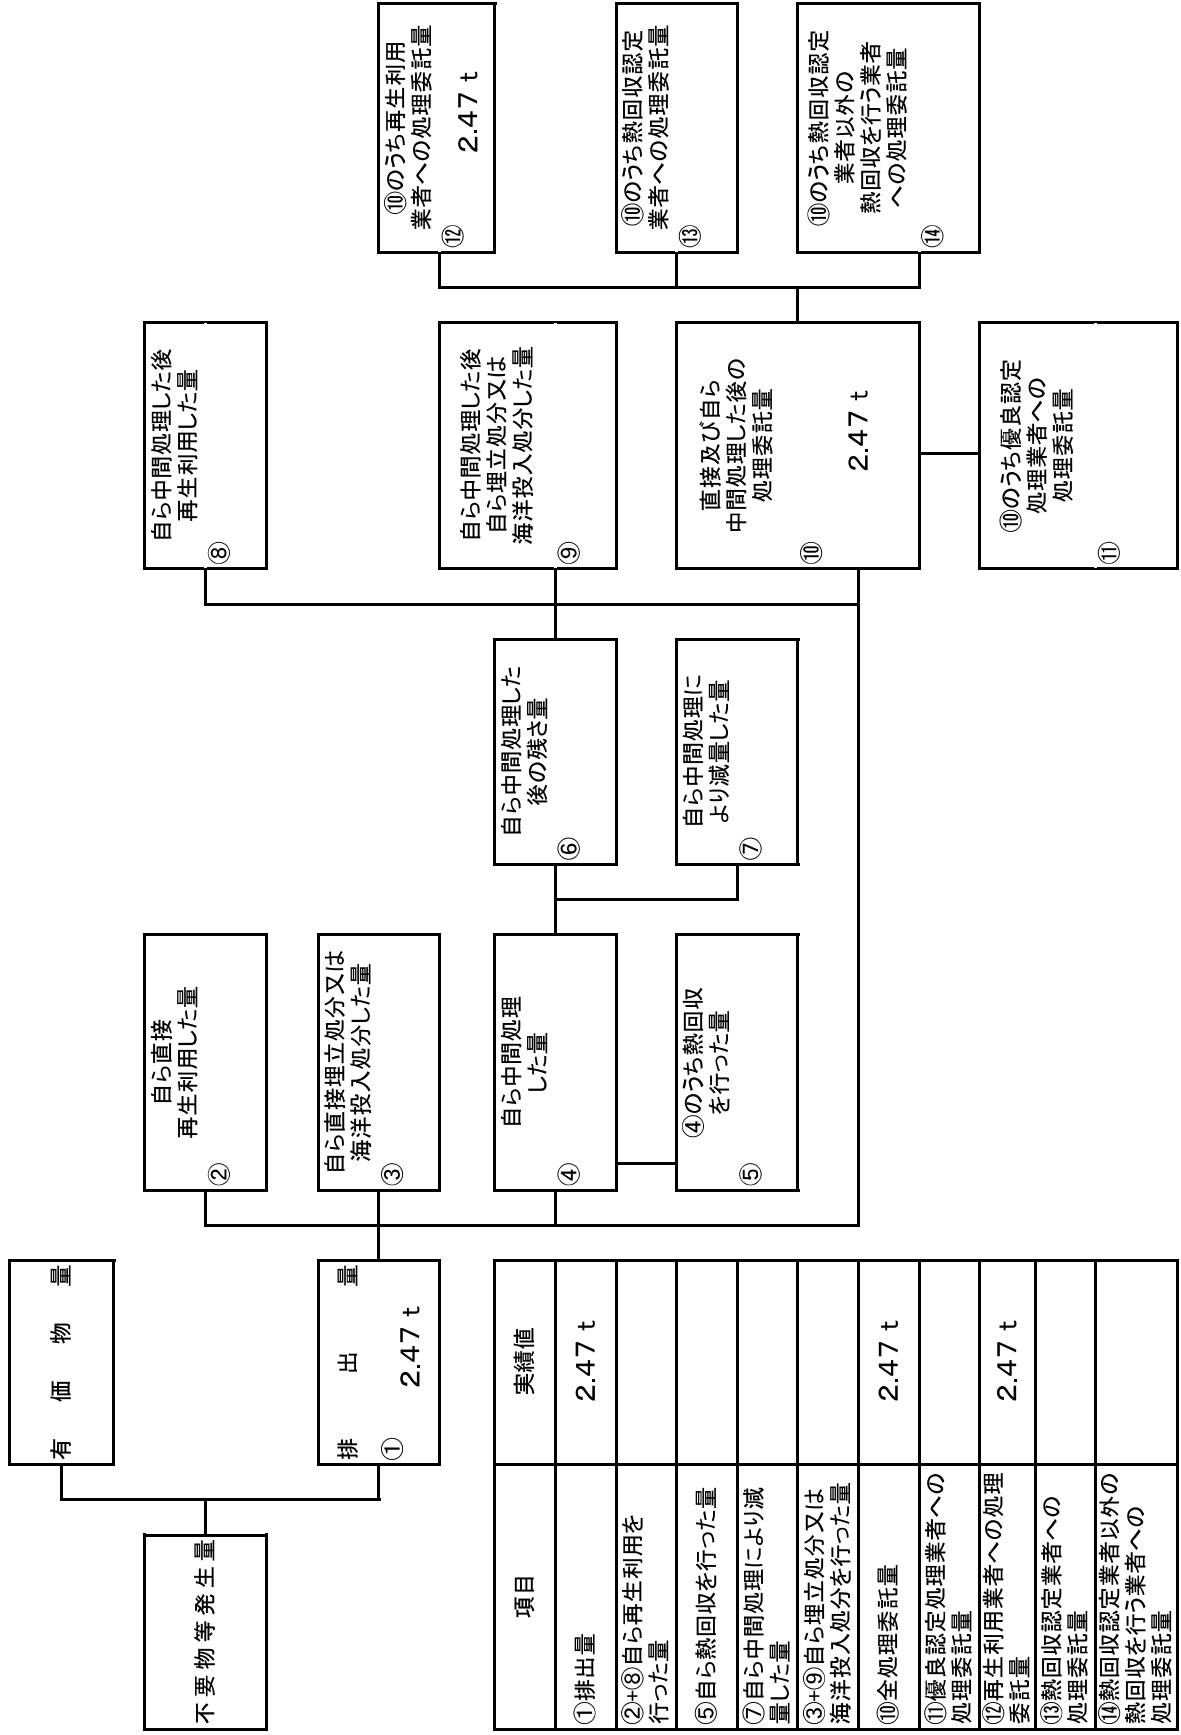 不要物等発生量
有価物量
排出量
①
2.47 t
自ら直接
再生利用した量
②
自ら直接埋立処分又は
海洋投入処分した量
③
自ら中間処理
した量
④
④のうち熱回収
を行った量
⑤
自ら中間処理した
後の残さ量
⑥
自ら中間処理に
より減量した量
⑦
自ら中間処理した後
再生利用した量
⑧
自ら中間処理した後
自ら埋立処分又は
海洋投入処分した量
⑨
直接及び自ら
中間処理した後の
処理委託量
⑩
2.47 t
⑩のうち優良認定
処理業者への
処理委託量
⑪
⑩のうち再生利用
業者への処理委託量
⑫
2.47 t
⑩のうち熱回収認定
業者への処理委託量
⑬
⑩のうち熱回収認定
業者以外の
熱回収を行う業者
への処理委託量
⑭
項目
実績値
①排出量
2.47 t
②+⑧自ら再生利用を
行った量
⑤自ら熱回収を行った量
⑦自ら中間処理により減
量した量
③+⑨自ら埋立処分又は
海洋投入処分を行った量
⑩全処理委託量
2.47 t
⑪優良認定処理業者への
処理委託量
⑫再生利用業者への処理
委託量
2.47 t
⑬熱回収認定業者への
処理委託量
⑭熱回収認定業者以外の
熱回収を行う業者への
処理委託量